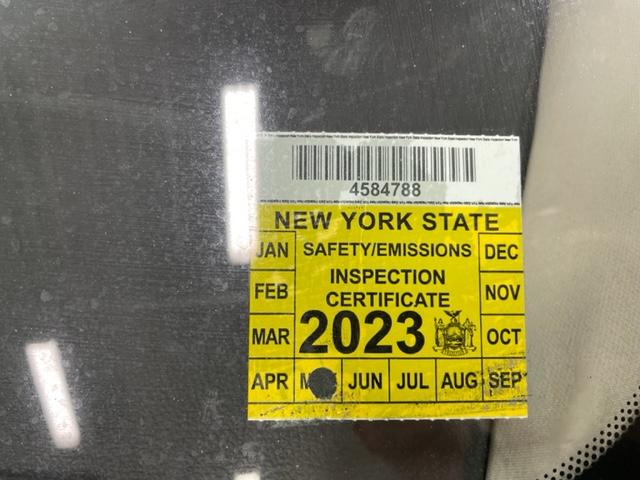 4584788
NEW YORK STATE
JAN SAFETY/EMISSIONS DEC
INSPECTION
FEB CERTIFICATE NOV
MAR 2023 OCT
APR JUN JUL AUG SEP